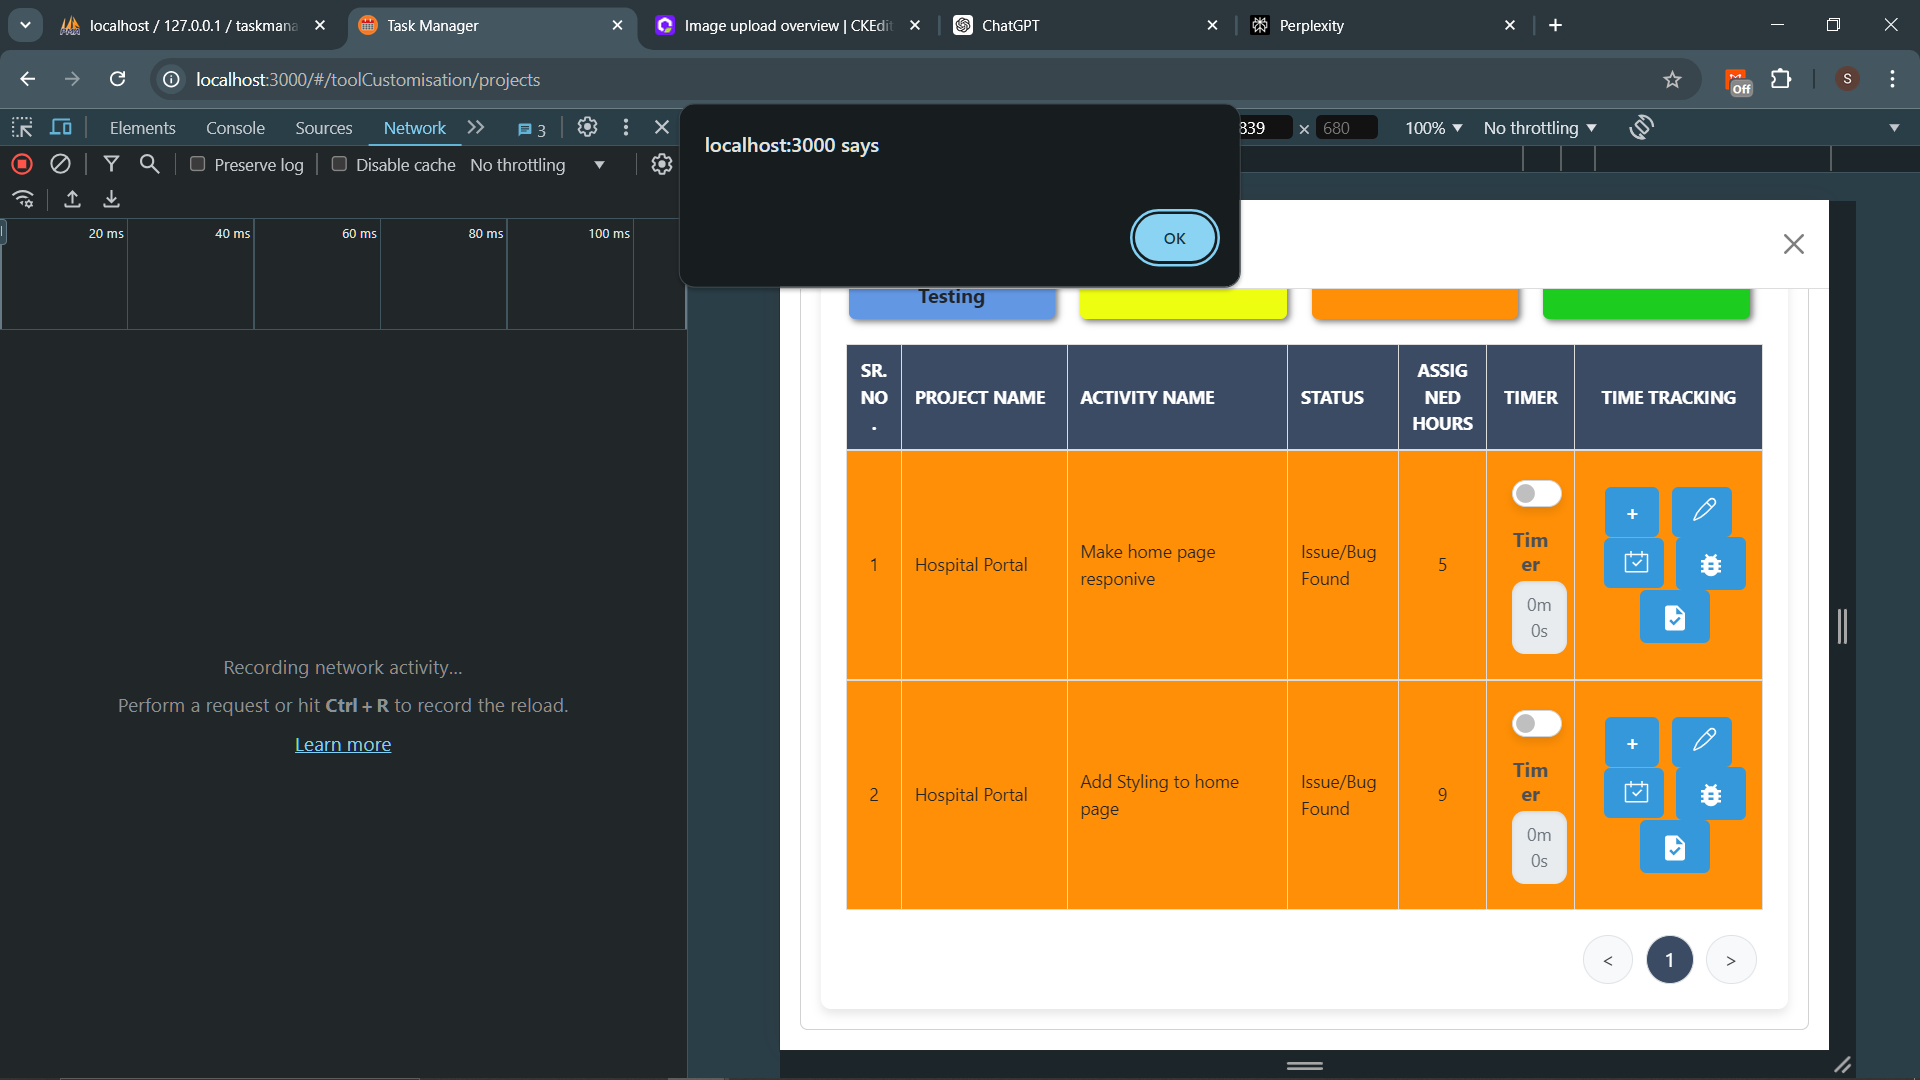 localhost / 127.0.0.1 / taskmana
Task Manager
Image upload overview | CKEdit
ChatGPT
Perplexity
localhost:3000/#/toolCustomisation/projects
Off
S
Elements
Console
Sources
Network
3
839 × 680
100%
No throttling
Preserve log
Disable cache
No throttling
20 ms
40 ms
60 ms
80 ms
100 ms
Recording network activity...
Perform a request or hit Ctrl + R to record the reload.
Learn more
localhost:3000 says
OK
Testing
SR. NO .
PROJECT NAME
ACTIVITY NAME
STATUS
ASSIG NED HOURS
TIMER
TIME TRACKING
1
Hospital Portal
Make home page
responive
Issue/Bug
Found
5
Tim
er
0m
0s
+
2
Hospital Portal
Add Styling to home
page
Issue/Bug
Found
9
Tim
er
0m
0s
+
< 1 >